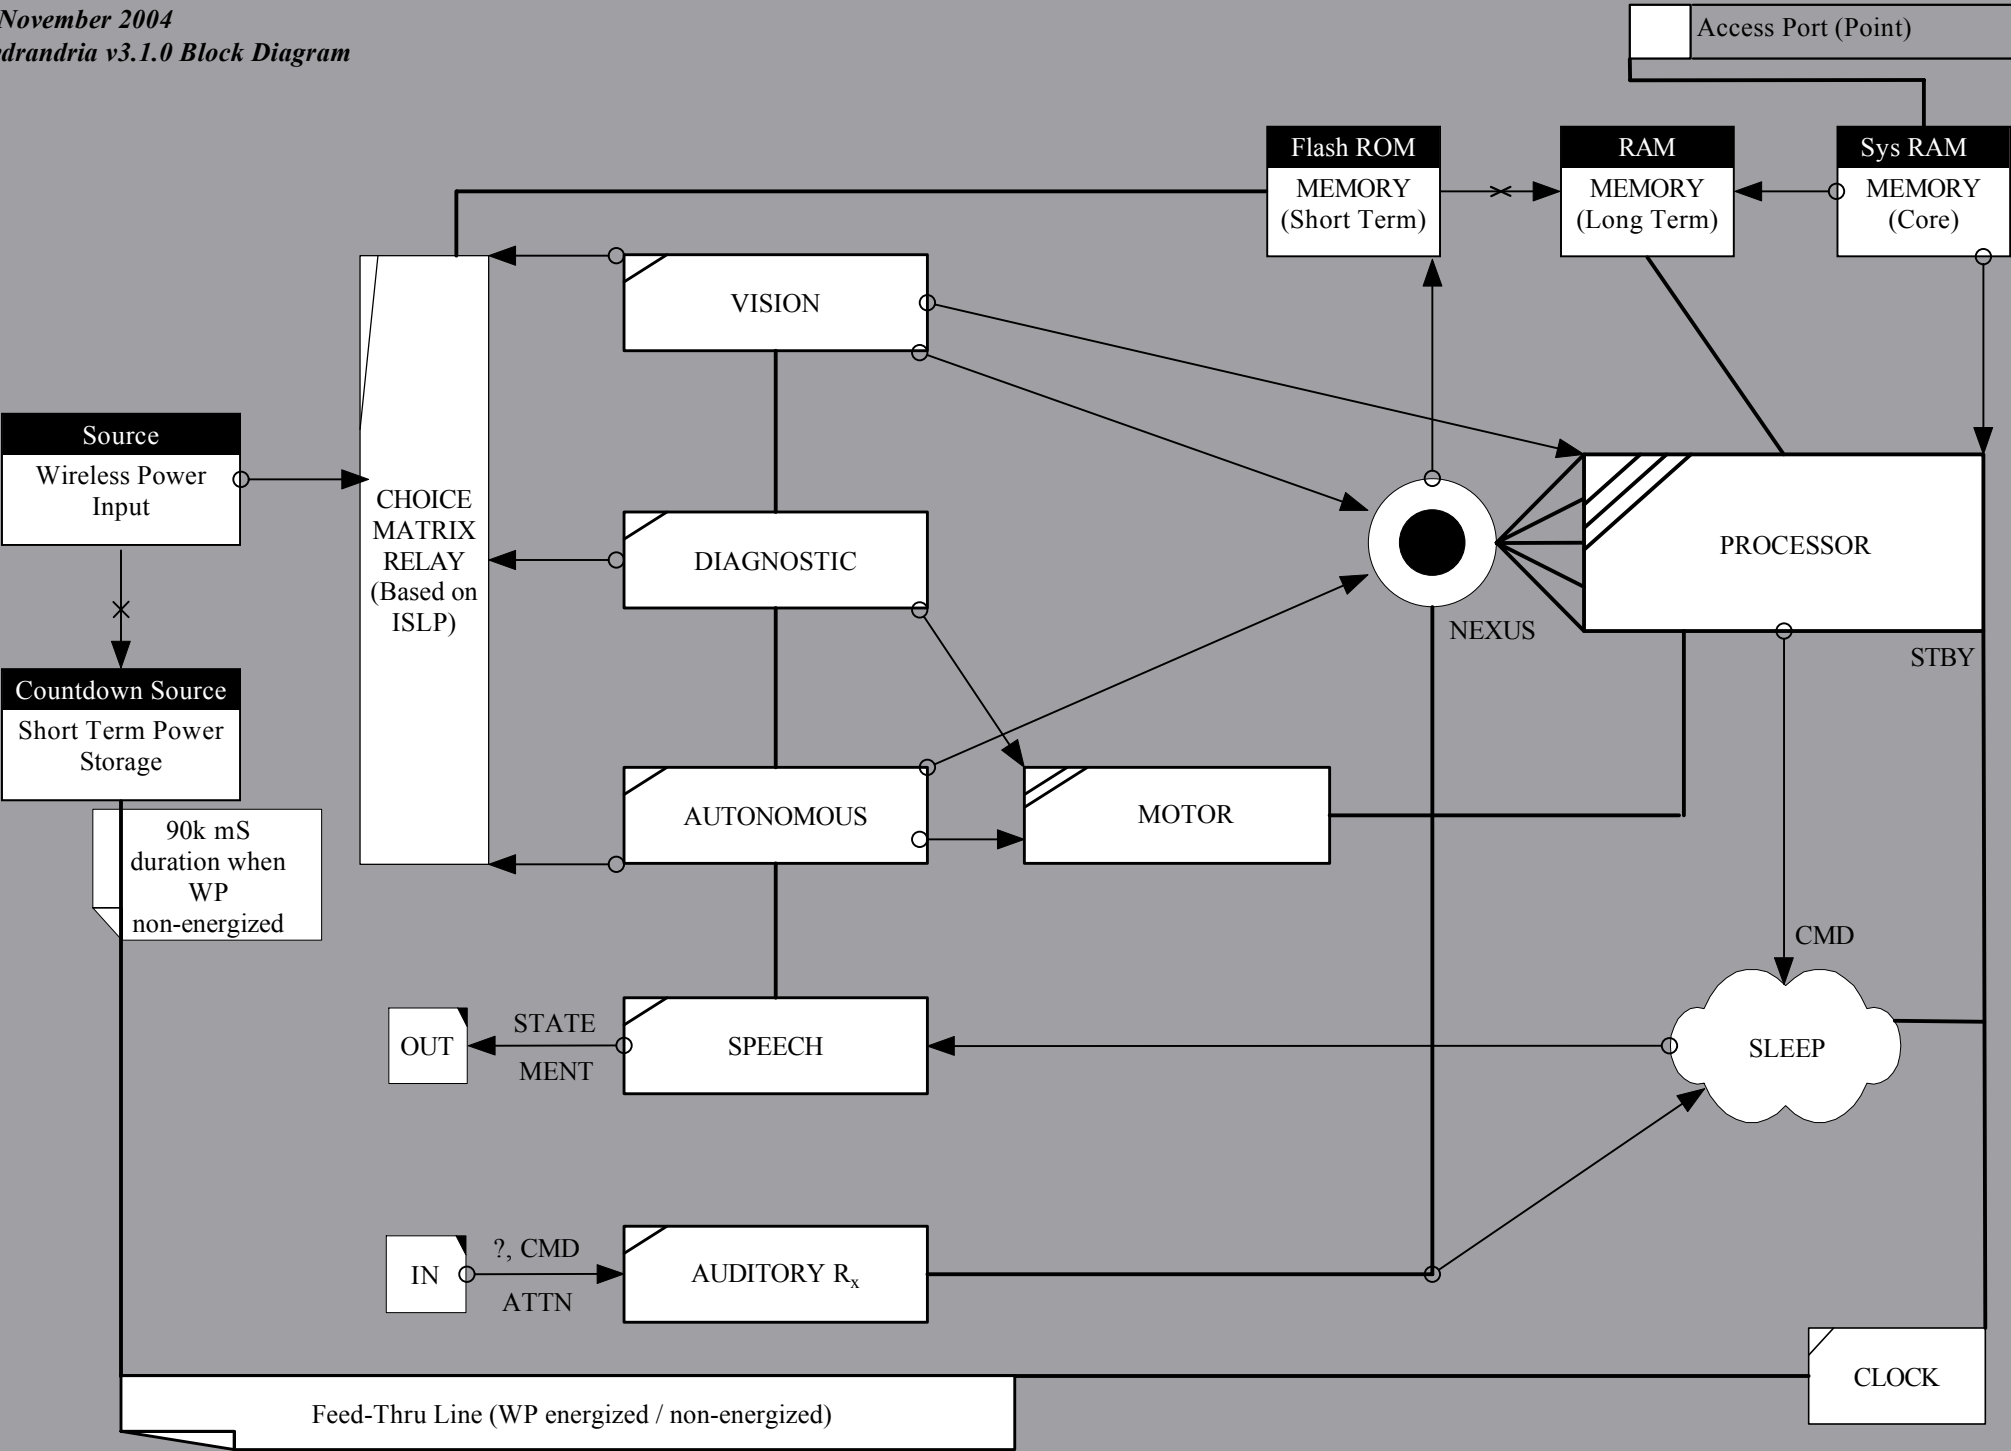 November 2004
v3.1.0 Block Diagram
Access Port (Point)
Flash ROM
MEMORY
(Short Term)
RAM
MEMORY
(Long Term)
Sys RAM
MEMORY
(Core)
VISION
Source
Wireless Power
Input
CHOICE
MATRIX
RELAY
(Based on
ISLP)
DIAGNOSTIC
PROCESSOR
NEXUS
STBY
Countdown Source
Short Term Power
Storage
AUTONOMOUS
MOTOR
90k mS
duration when
WP
non-energized
CMD
OUT
STATE
MENT
SPEECH
SLEEP
IN
?, CMD
ATTN
AUDITORY Rx
CLOCK
Feed-Thru Line (WP energized / non-energized)